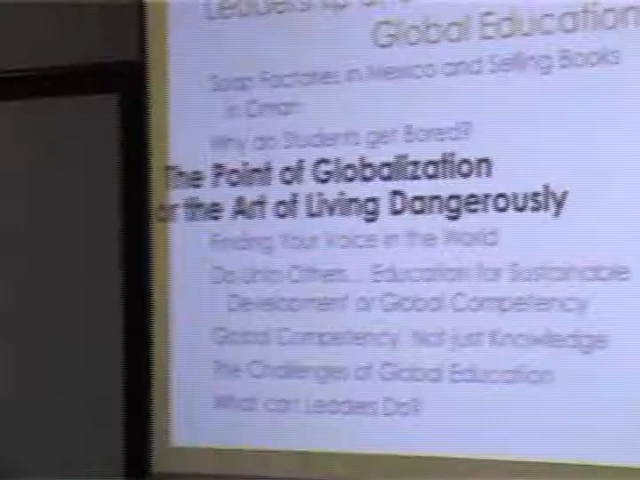 Leadership
Global Education
Soap Factories in Mexico and Selling Books
in Oman
Why do Students get Bored?
The Point of Globalization
or the Art of Living Dangerously
Finding Your Voice in the World
Do Unto Others... Education for Sustainable
Development or Global Competency
Global Competency: Not just Knowledge
The Challenges of Global Education
What can Leaders Do?